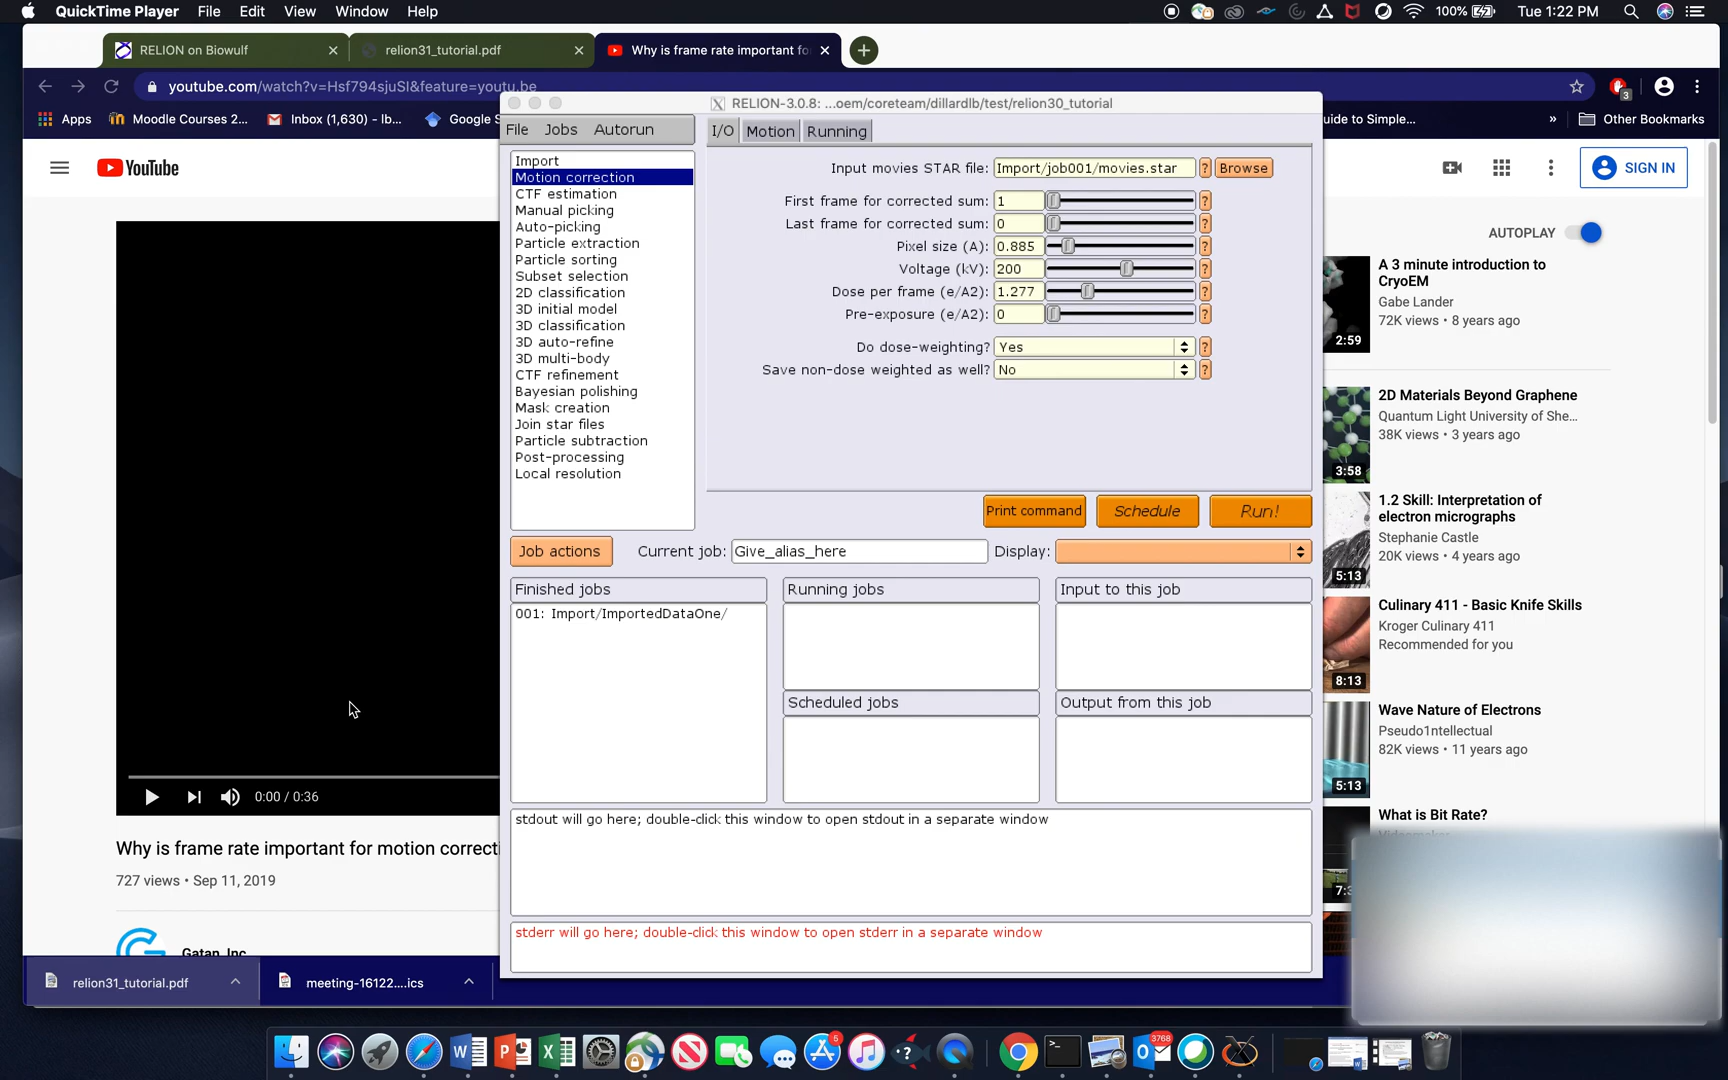 QuickTime Player File Edit View Window Help
100% Tue 1:22 PM
RELION on Biowulf
relion31_tutorial.pdf
Why is frame rate important fo
youtube.com/watch?v=Hsf794sjuSI&feature=youtu.be
3
Apps
Moodle Courses 2...
Inbox (1,630) - Ib...
Google S
uide to Simple...
»
Other Bookmarks
YouTube
SIGN IN
RELION-3.0.8: ...oem/coreteam/dillardlb/test/relion30_tutorial
File Jobs Autorun
I/O Motion Running
Import
Motion correction
CTF estimation
Manual picking
Auto-picking
Particle extraction
Particle sorting
Subset selection
2D classification
3D initial model
3D classification
3D auto-refine
3D multi-body
CTF refinement
Bayesian polishing
Mask creation
Join star files
Particle subtraction
Post-processing
Local resolution
Input movies STAR file: Import/job001/movies.star ? Browse
First frame for corrected sum: 1 ?
Last frame for corrected sum: 0 ?
Pixel size (A): 0.885 ?
Voltage (kV): 200 ?
Dose per frame (e/A2): 1.277 ?
Pre-exposure (e/A2): 0 ?
Do dose-weighting? Yes ?
Save non-dose weighted as well? No ?
Print command Schedule Run!
Job actions Current job: Give_alias_here Display:
Finished jobs
001: Import/ImportedDataOne/
Running jobs
Scheduled jobs
Input to this job
Output from this job
stdout will go here; double-click this window to open stdout in a separate window
stderr will go here; double-click this window to open stderr in a separate window
0:00 / 0:36
Why is frame rate important for motion correcti
727 views • Sep 11, 2019
Gatan, Inc
AUTOPLAY
2:59
A 3 minute introduction to
CryoEM
Gabe Lander
72K views • 8 years ago
3:58
2D Materials Beyond Graphene
Quantum Light University of She...
38K views • 3 years ago
5:13
1.2 Skill: Interpretation of
electron micrographs
Stephanie Castle
20K views • 4 years ago
8:13
Culinary 411 - Basic Knife Skills
Kroger Culinary 411
Recommended for you
5:13
Wave Nature of Electrons
Pseudo1ntellectual
82K views • 11 years ago
What is Bit Rate?
relion31_tutorial.pdf
meeting-16122....ics
5
3768